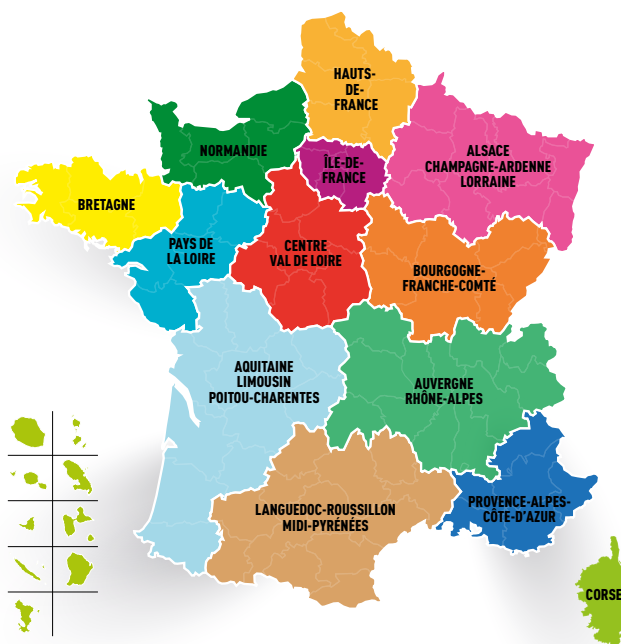 HAUTS-
DE-
FRANCE
NORMANDIE
ÎLE-DE-
FRANCE
ALSACE
CHAMPAGNE-ARDENNE
LORRAINE
BRETAGNE
PAYS DE
LA LOIRE
CENTRE
VAL DE LOIRE
BOURGOGNE-
FRANCHE-COMTÉ
AQUITAINE
LIMOUSIN
POITOU-CHARENTES
AUVERGNE
RHÔNE-ALPES
LANGUEDOC-ROUSSILLON
MIDI-PYRÉNÉES
PROVENCE-ALPES-
CÔTE-D'AZUR
CORSE